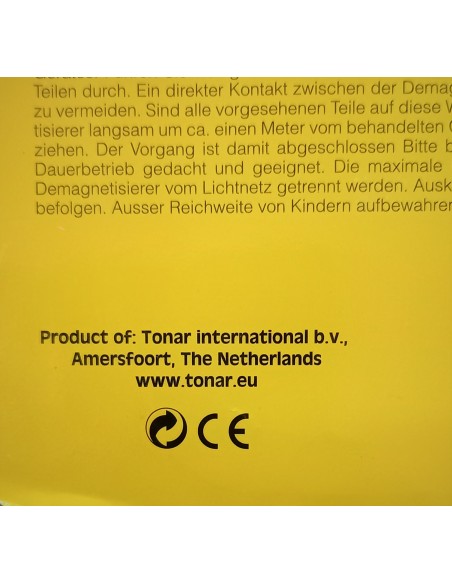 Teilen durch. Ein direkter Kontakt zwischen der Demag
zu vermeiden. Sind alle vorgesehenen Teile auf diese
tisierer langsam um ca. einen Meter vom behandelten
ziehen. Der Vorgang ist damit abgeschlossen Bitte
Dauerbetrieb gedacht und geeignet. Die maximale
Demagnetisierer vom Lichtnetz getrennt werden. Ausk
befolgen. Ausser Reichweite von Kindern aufbewahren
Product of: Tonar international b.v.,
Amersfoort, The Netherlands
www.tonar.eu
CE